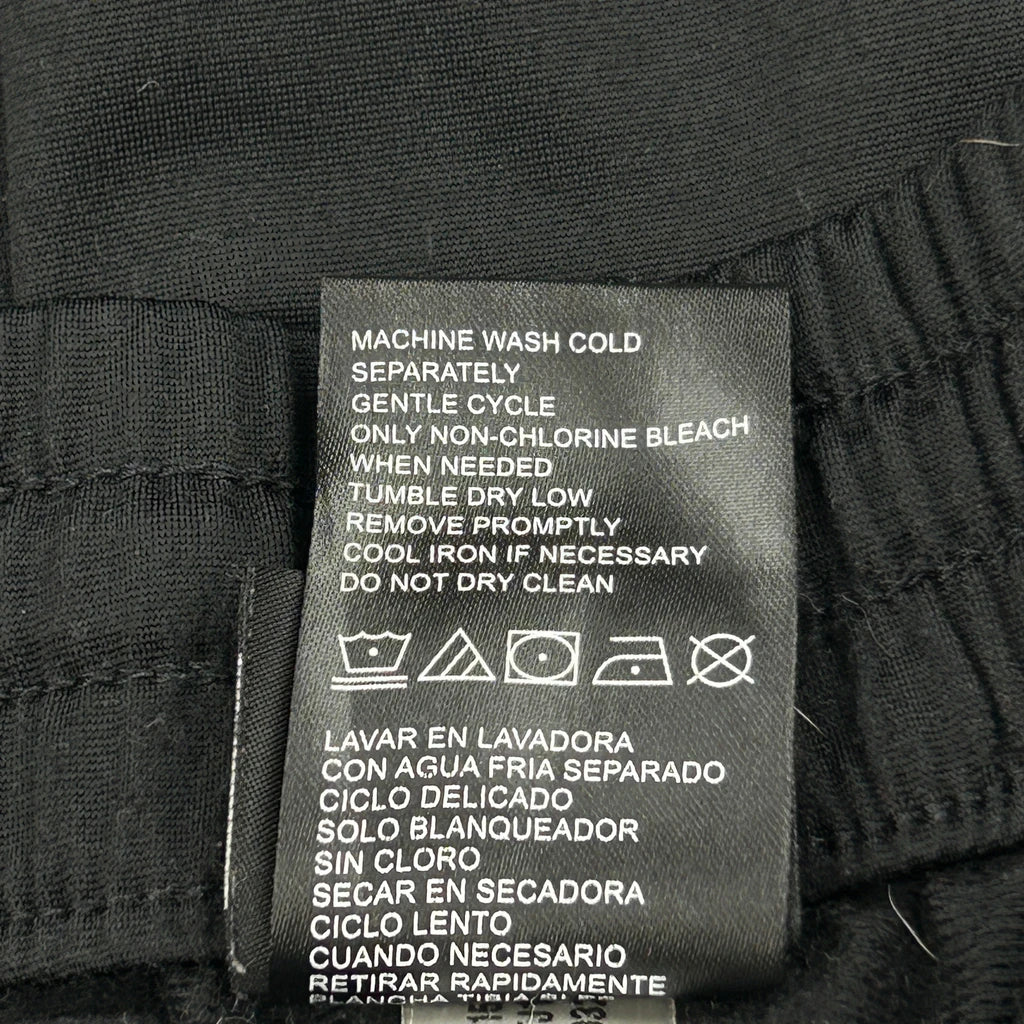 MACHINE WASH COLD
SEPARATELY
GENTLE CYCLE
ONLY NON-CHLORINE BLEACH
WHEN NEEDED
TUMBLE DRY LOW
REMOVE PROMPTLY
COOL IRON IF NECESSARY
DO NOT DRY CLEAN
LAVAR EN LAVADORA
CON AGUA FRIA SEPARADO
CICLO DELICADO
SOLO BLANQUEADOR
SIN CLORO
SECAR EN SECADORA
CICLO LENTO
CUANDO NECESARIO
RETIRAR RAPIDAMENTE
PLANCHA TIBIA